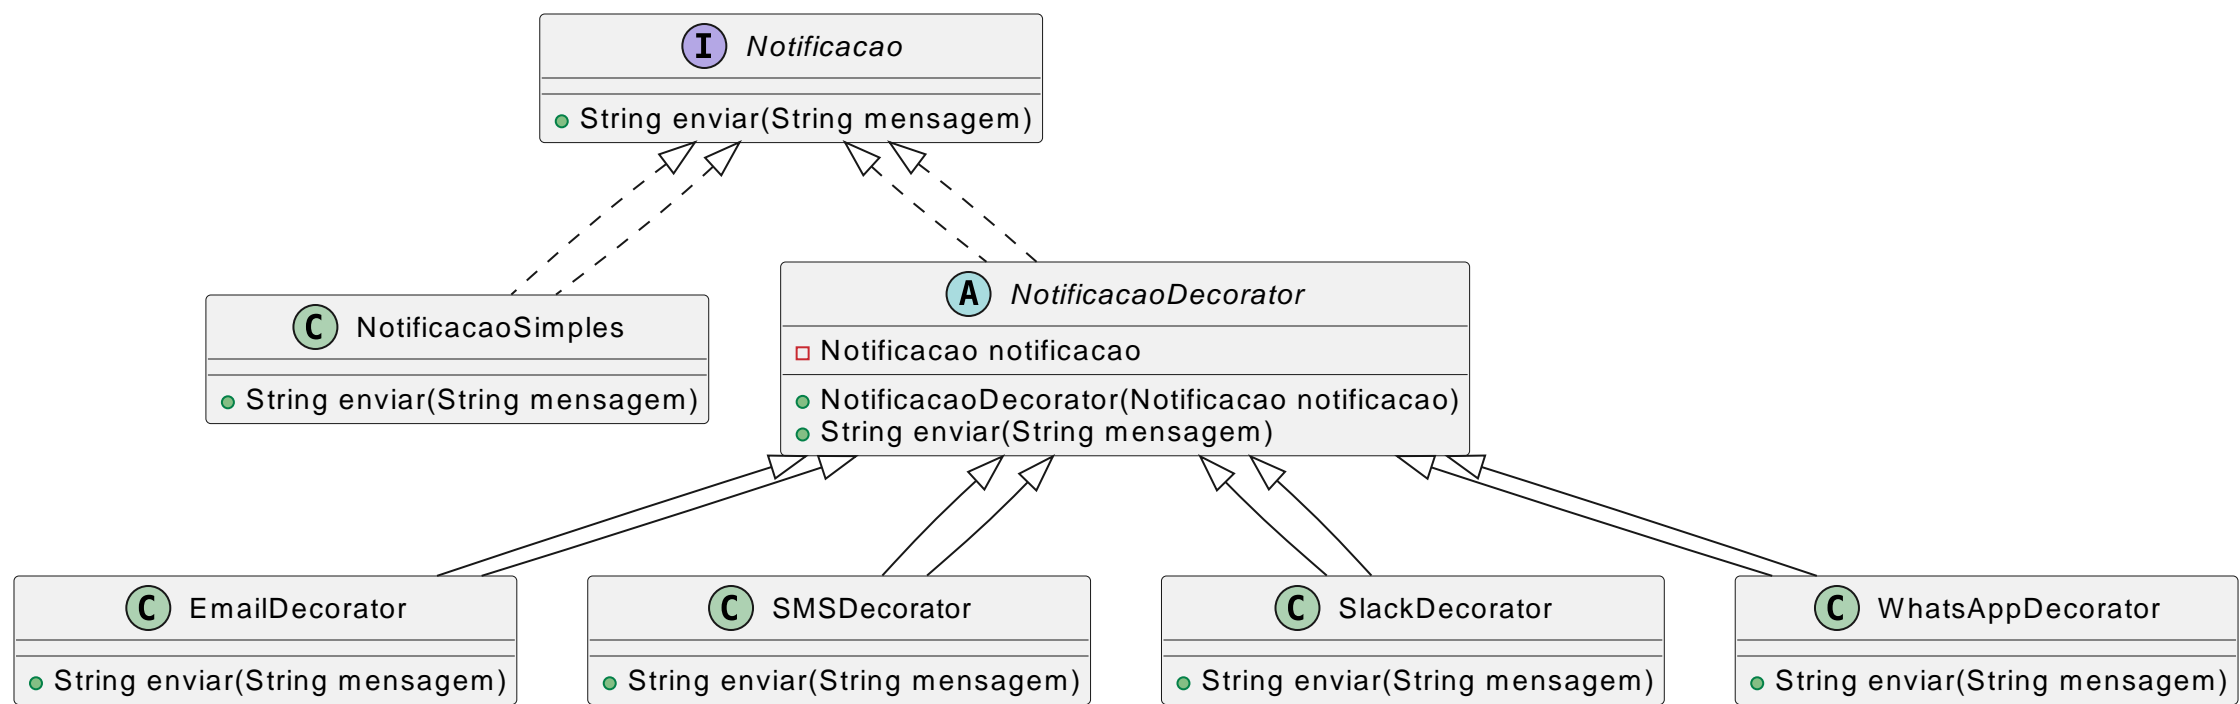 I Notificacao
String enviar(String mensagem)
C NotificacaoSimples
String enviar(String mensagem)
A NotificacaoDecorator
Notificacao notificacao
NotificacaoDecorator(Notificacao notificacao)
String enviar(String mensagem)
C EmailDecorator
String enviar(String mensagem)
C SMSDecorator
String enviar(String mensagem)
C SlackDecorator
String enviar(String mensagem)
C WhatsAppDecorator
String enviar(String mensagem)